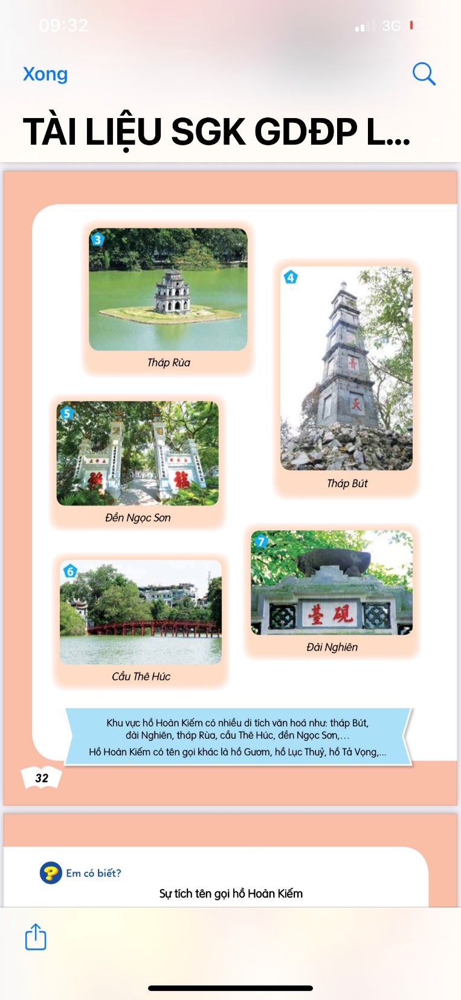 09:32
3G
Xong
TÀI LIỆU SGK GDĐP L...
3
Tháp Rùa
4
青
天
Tháp Bút
5
福
Đền Ngọc Sơn
6
Cầu Thê Húc
7
臺 硯
Đài Nghiên
Khu vực hồ Hoàn Kiếm có nhiều di tích văn hoá như: tháp Bút,
đài Nghiên, tháp Rùa, cầu Thê Húc, đền Ngọc Sơn,...
Hồ Hoàn Kiếm có tên gọi khác là hồ Gươm, hồ Lục Thuỷ, hồ Tả Vọng,...
32
? Em có biết?
Sự tích tên gọi hồ Hoàn Kiếm